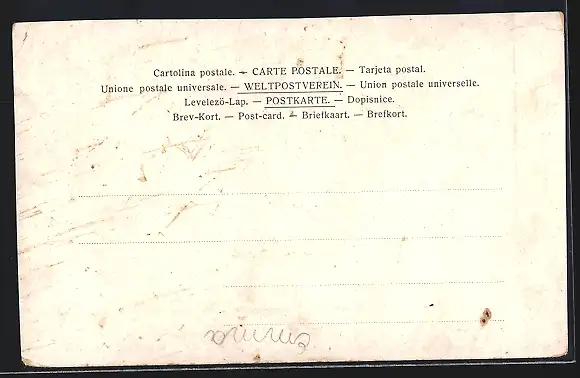 Cartolina postale. — CARTE POSTALE. — Tarjeta postal.
Unione postale universale. — WELTPOSTVEREIN. — Union postale universelle.
Levelezö-Lap. — POSTKARTE. — Dopisnice.
Brev-Kort. — Post-card. — Briefkaart. — Brefkort.
emma